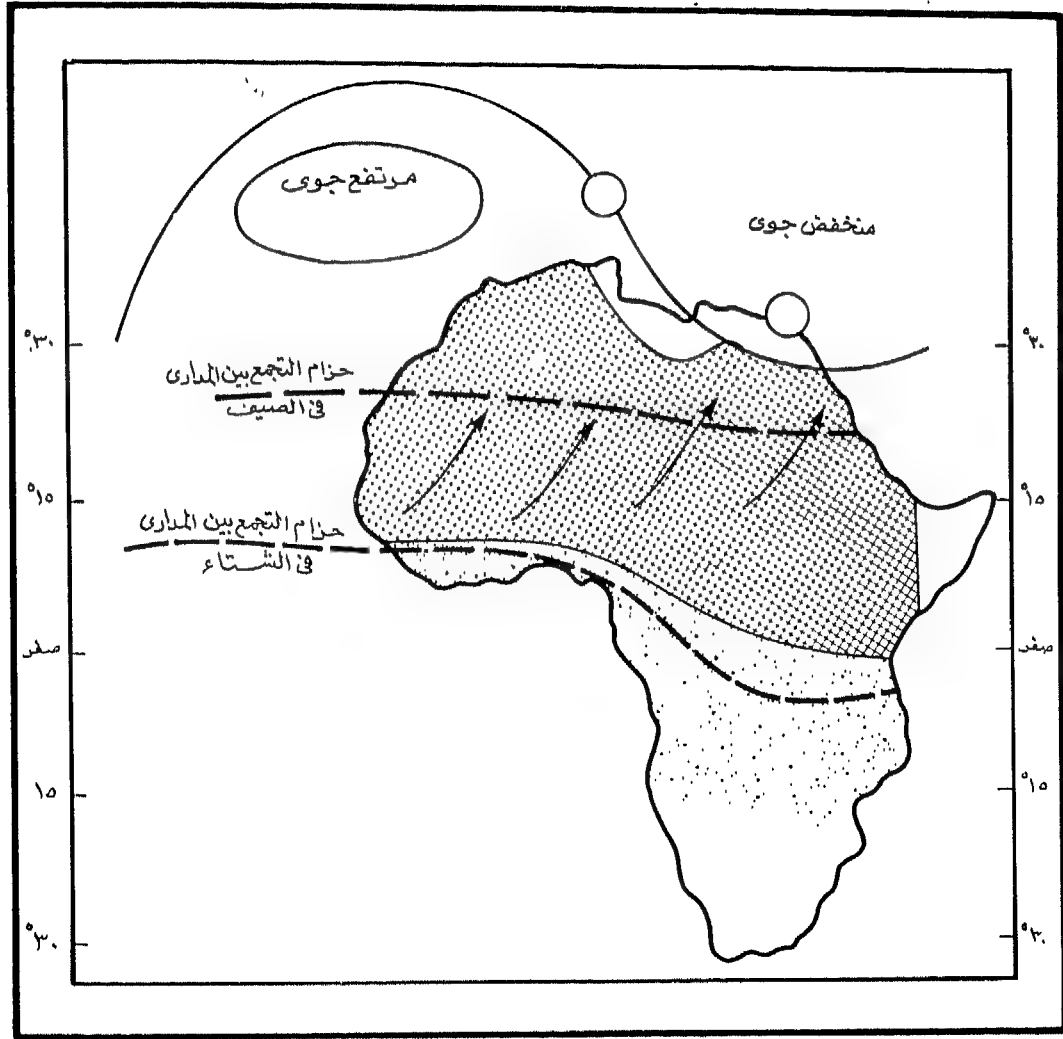 مرتفع جوى
منخفض جوى
°٣٠
°٣٠
حزام التجمع بين المدارى
فى الصيف
°١٥
°١٥
حزام التجمع بين المدارى
فى الشتاء
صفر
صفر
١٥
°١٥
°٣٠
°٣٠